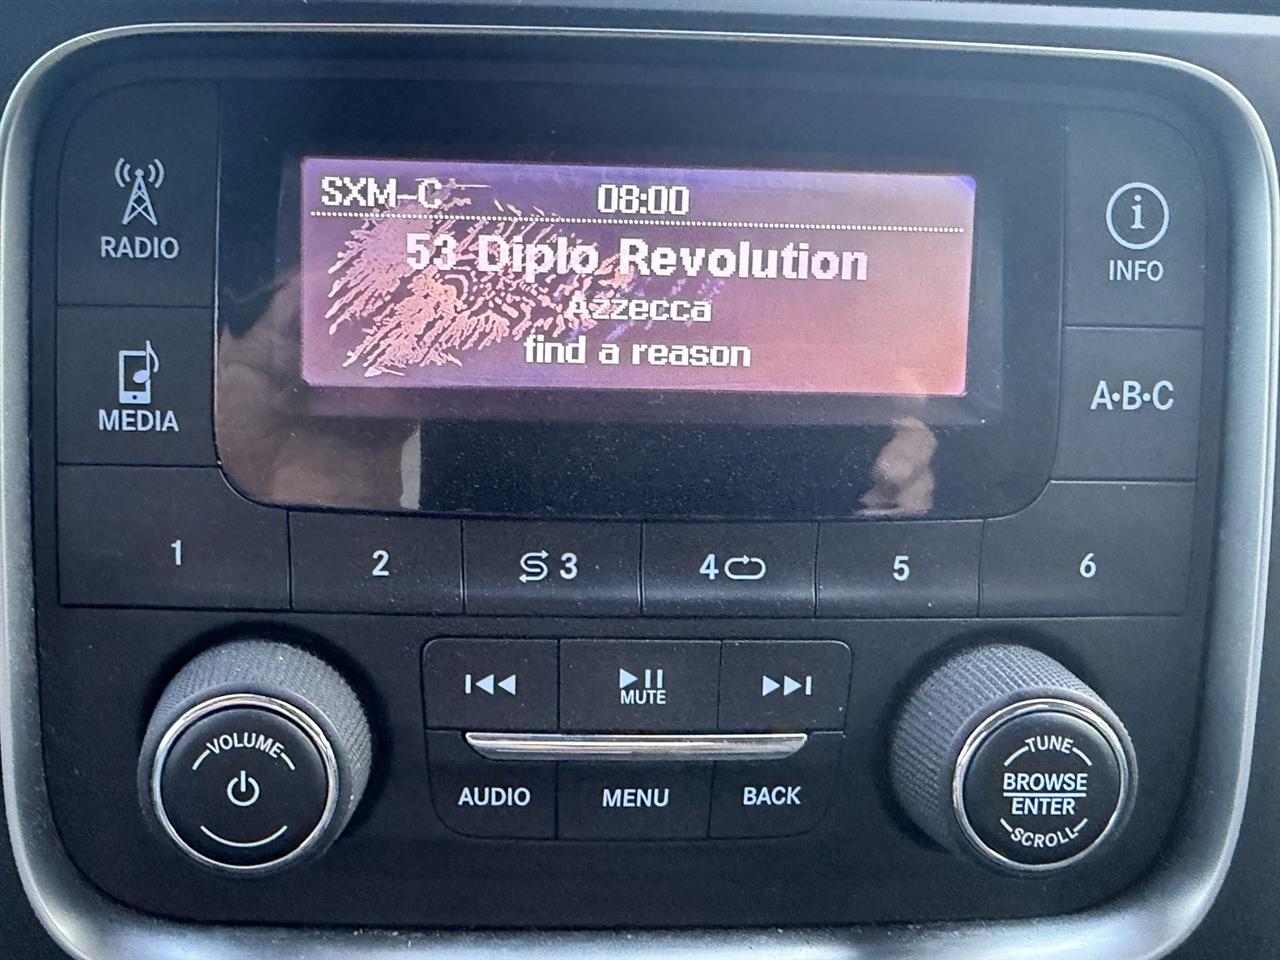 SXM-C 08:00
53 Diplo Revolution
Azzecca
find a reason
RADIO
INFO
MEDIA
A•B•C
1 2 3 4 5 6
MUTE
VOLUME
AUDIO MENU BACK
TUNE
BROWSE
ENTER
SCROLL